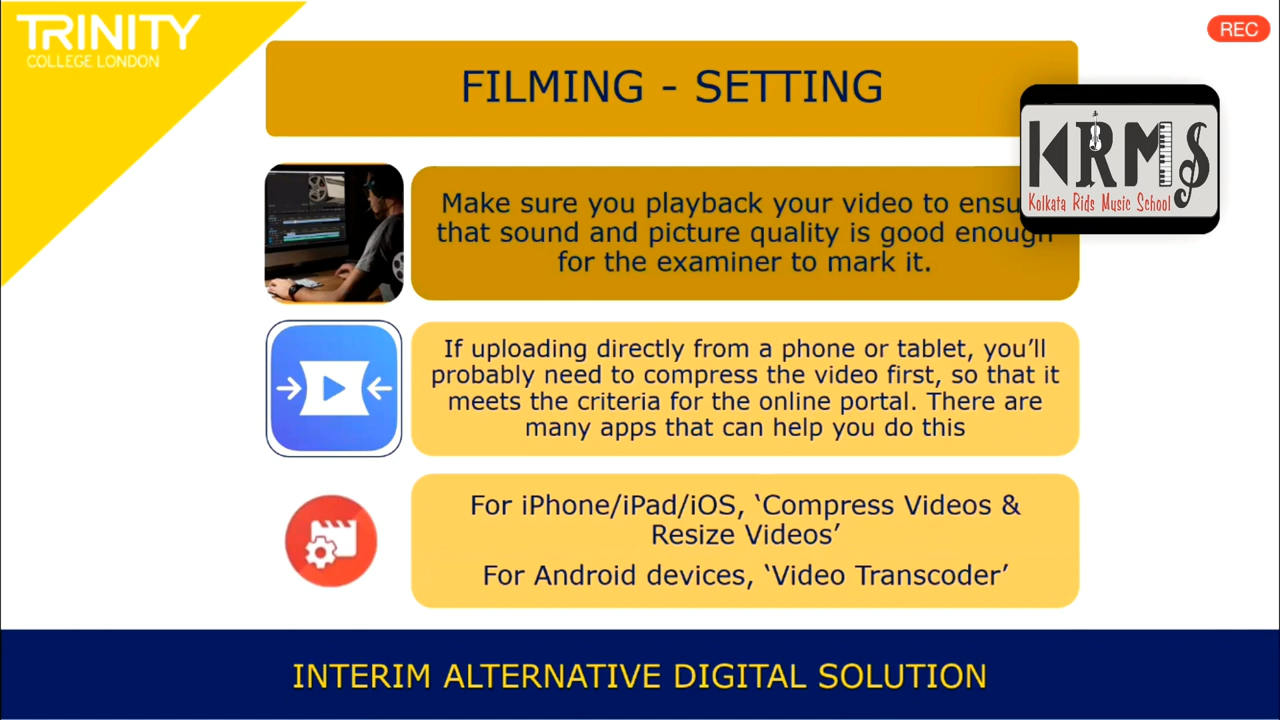 TRINITY
COLLEGE LONDON
REC
FILMING - SETTING
KRMS
Kolkata Rids Music School
Make sure you playback your video to ensu
that sound and picture quality is good enough
for the examiner to mark it.
If uploading directly from a phone or tablet, you’ll
probably need to compress the video first, so that it
meets the criteria for the online portal. There are
many apps that can help you do this
For iPhone/iPad/iOS, ‘Compress Videos &
Resize Videos’
For Android devices, ‘Video Transcoder’
INTERIM ALTERNATIVE DIGITAL SOLUTION